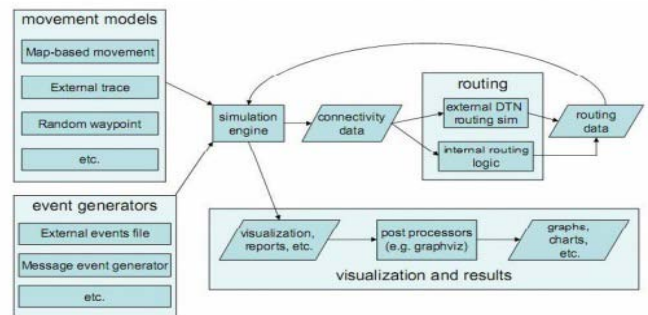 movement models
Map-based movement
External trace
Random waypoint
etc.
event generators
External events file
Message event generator
etc.
simulation
engine
connectivity
data
routing
external DTN
routing sim
internal routing
logic
routing
data
visualization,
reports, etc.
post processors
(e.g. graphviz)
graphs,
charts,
etc.
visualization and results